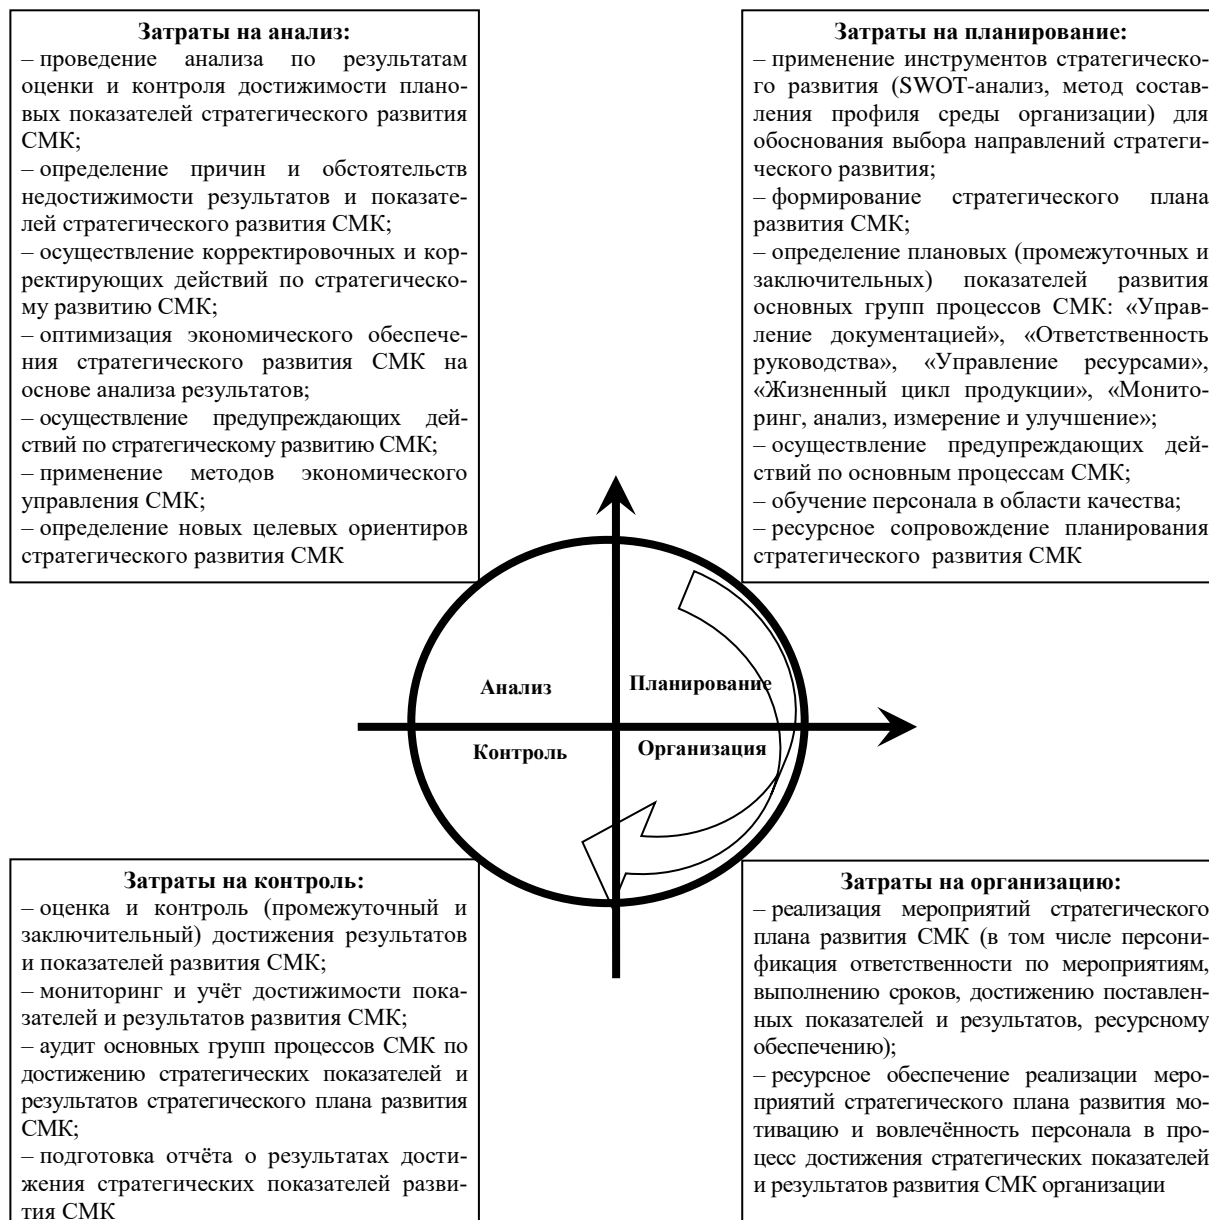 Затраты на анализ:
– проведение анализа по результатам
оценки и контроля достижимости плано-
вых показателей стратегического развития
СМК;
– определение причин и обстоятельств
недостижимости результатов и показате-
лей стратегического развития СМК;
– осуществление корректировочных и кор-
ректирующих действий по стратегическо-
му развитию СМК;
– оптимизация экономического обеспече-
ния стратегического развития СМК на
основе анализа результатов;
– осуществление предупреждающих дей-
ствий по стратегическому развитию СМК;
– применение методов экономического
управления СМК;
– определение новых целевых ориентиров
стратегического развития СМК
Затраты на планирование:
– применение инструментов стратегическо-
го развития (SWOT-анализ, метод состав-
ления профиля среды организации) для
обоснования выбора направлений стратеги-
ческого развития;
– формирование стратегического плана
развития СМК;
– определение плановых (промежуточных и
заключительных) показателей развития
основных групп процессов СМК: «Управ-
ление документацией», «Ответственность
руководства», «Управление ресурсами»,
«Жизненный цикл продукции», «Монито-
ринг, анализ, измерение и улучшение»;
– осуществление предупреждающих дей-
ствий по основным процессам СМК;
– обучение персонала в области качества;
– ресурсное сопровождение планирования
стратегического развития СМК
Анализ
Планирование
Контроль
Организация
Затраты на контроль:
– оценка и контроль (промежуточный и
заключительный) достижения результатов
и показателей развития СМК;
– мониторинг и учёт достижимости пока-
зателей и результатов развития СМК;
– аудит основных групп процессов СМК по
достижению стратегических показателей и
результатов стратегического плана развития
СМК;
– подготовка отчёта о результатах дости-
жения стратегических показателей разви-
тия СМК
Затраты на организацию:
– реализация мероприятий стратегического
плана развития СМК (в том числе персони-
фикация ответственности по мероприятиям,
выполнению сроков, достижению поставлен-
ных показателей и результатов, ресурсному
обеспечению);
– ресурсное обеспечение реализации меро-
приятий стратегического плана развития мо-
тивацию и вовлечённость персонала в про-
цесс достижения стратегических показателей
и результатов развития СМК организации